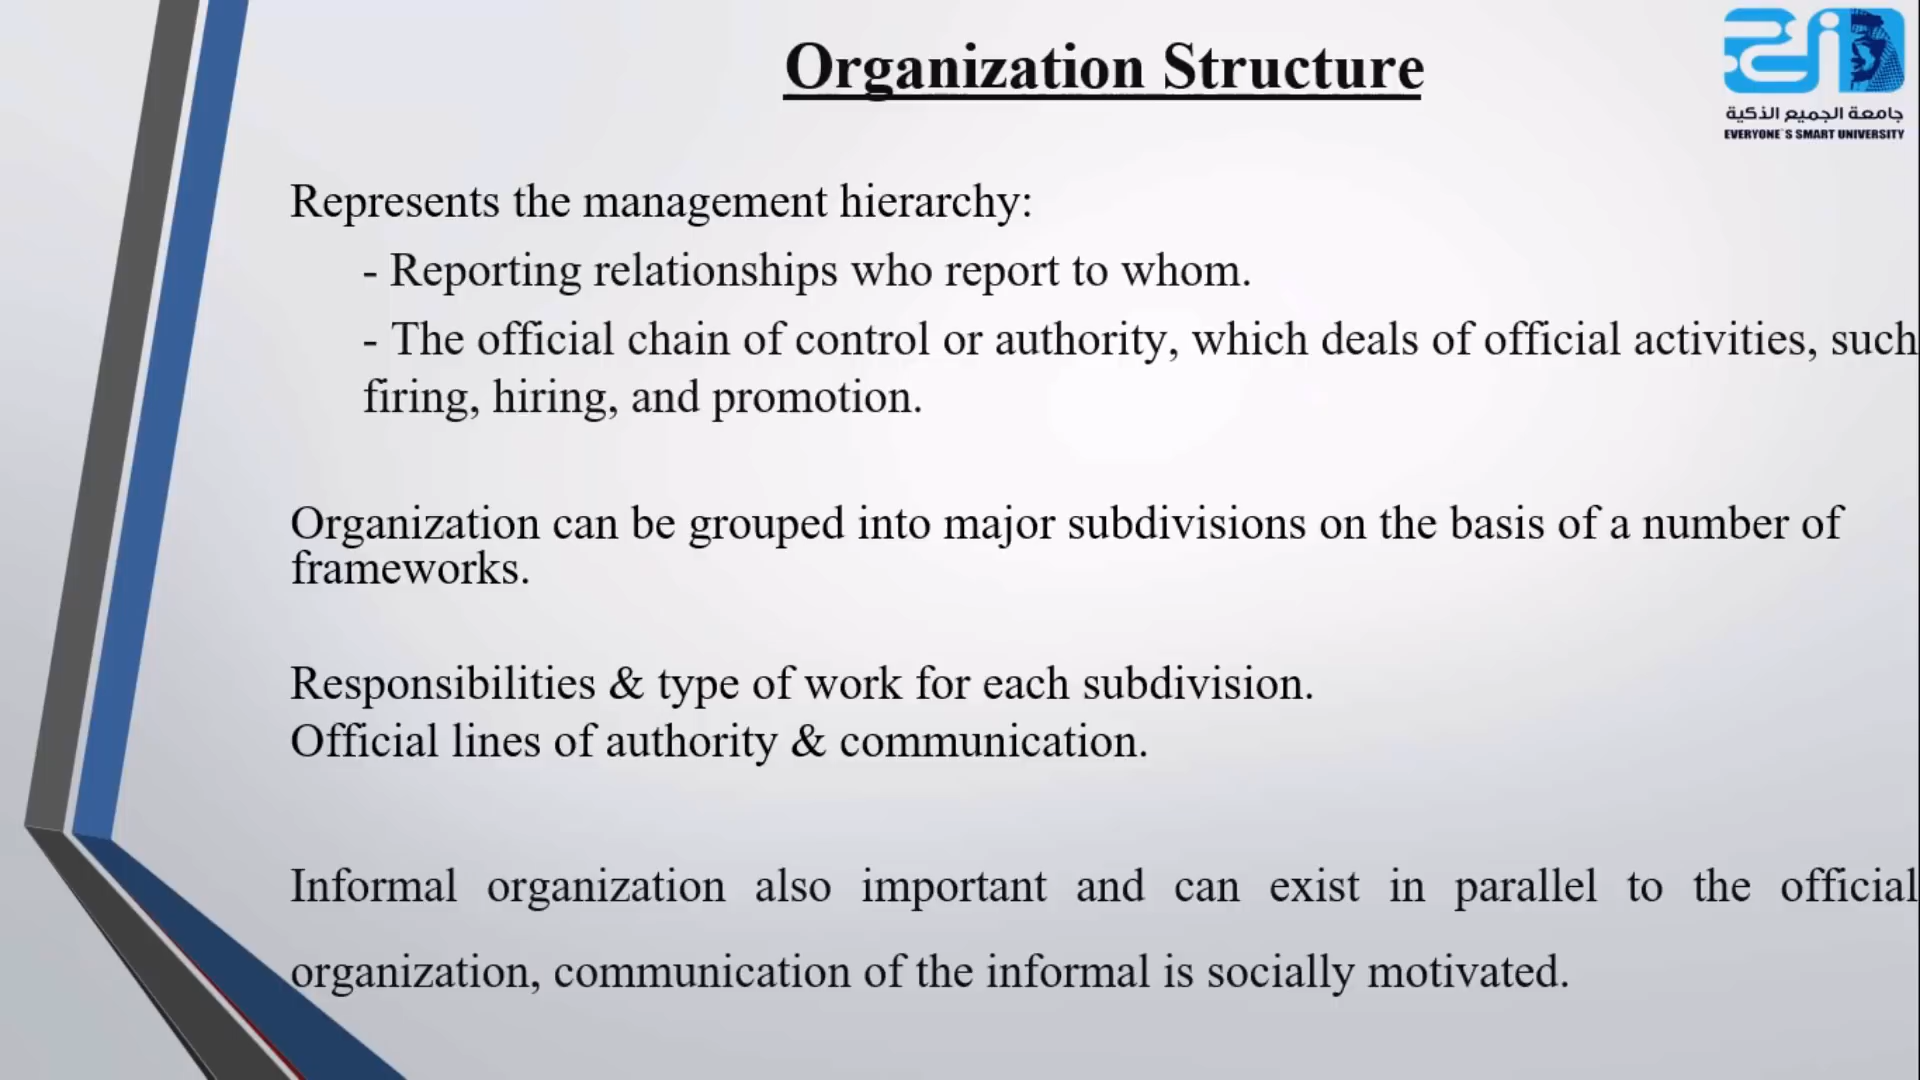 Organization Structure
جامعة الجميع الذكية
EVERYONE`S SMART UNIVERSITY
Represents the management hierarchy:
- Reporting relationships who report to whom.
- The official chain of control or authority, which deals of official activities, such
firing, hiring, and promotion.
Organization can be grouped into major subdivisions on the basis of a number of
frameworks.
Responsibilities & type of work for each subdivision.
Official lines of authority & communication.
Informal organization also important and can exist in parallel to the official
organization, communication of the informal is socially motivated.